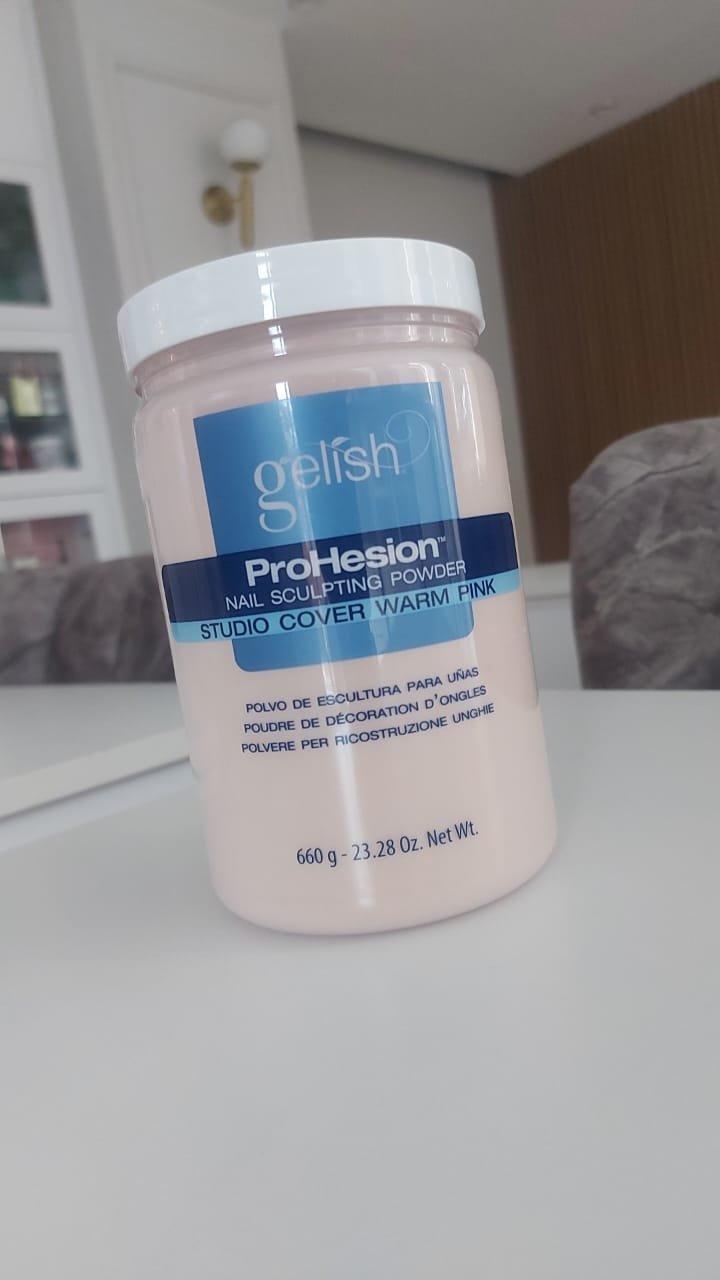 gelish
ProHesion™
NAIL SCULPTING POWDER
STUDIO COVER WARM PINK
POLVO DE ESCULTURA PARA UÑAS
POUDRE DE DÉCORATION D'ONGLES
POLVERE PER RICOSTRUZIONE UNGHIE
660 g - 23.28 Oz. Net Wt.